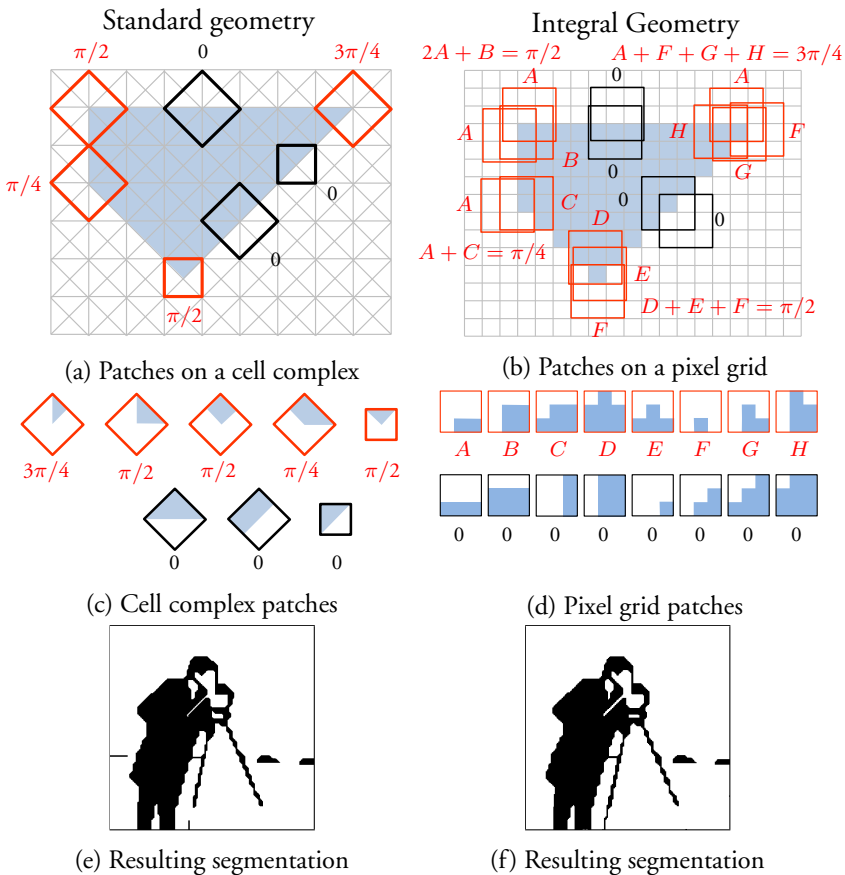 Standard geometry
π/2
0
3π/4
π/4
0
0
π/2
(a) Patches on a cell complex
Integral Geometry
2A + B = π/2
A + F + G + H = 3π/4
A
0
A
A
H
F
B
0
G
A
C
0
D
0
A + C = π/4
E
D + E + F = π/2
F
(b) Patches on a pixel grid
3π/4
π/2
π/2
π/4
π/2
0
0
0
(c) Cell complex patches
A B C D E F G H
0 0 0 0 0 0 0 0
(d) Pixel grid patches
(e) Resulting segmentation
(f) Resulting segmentation